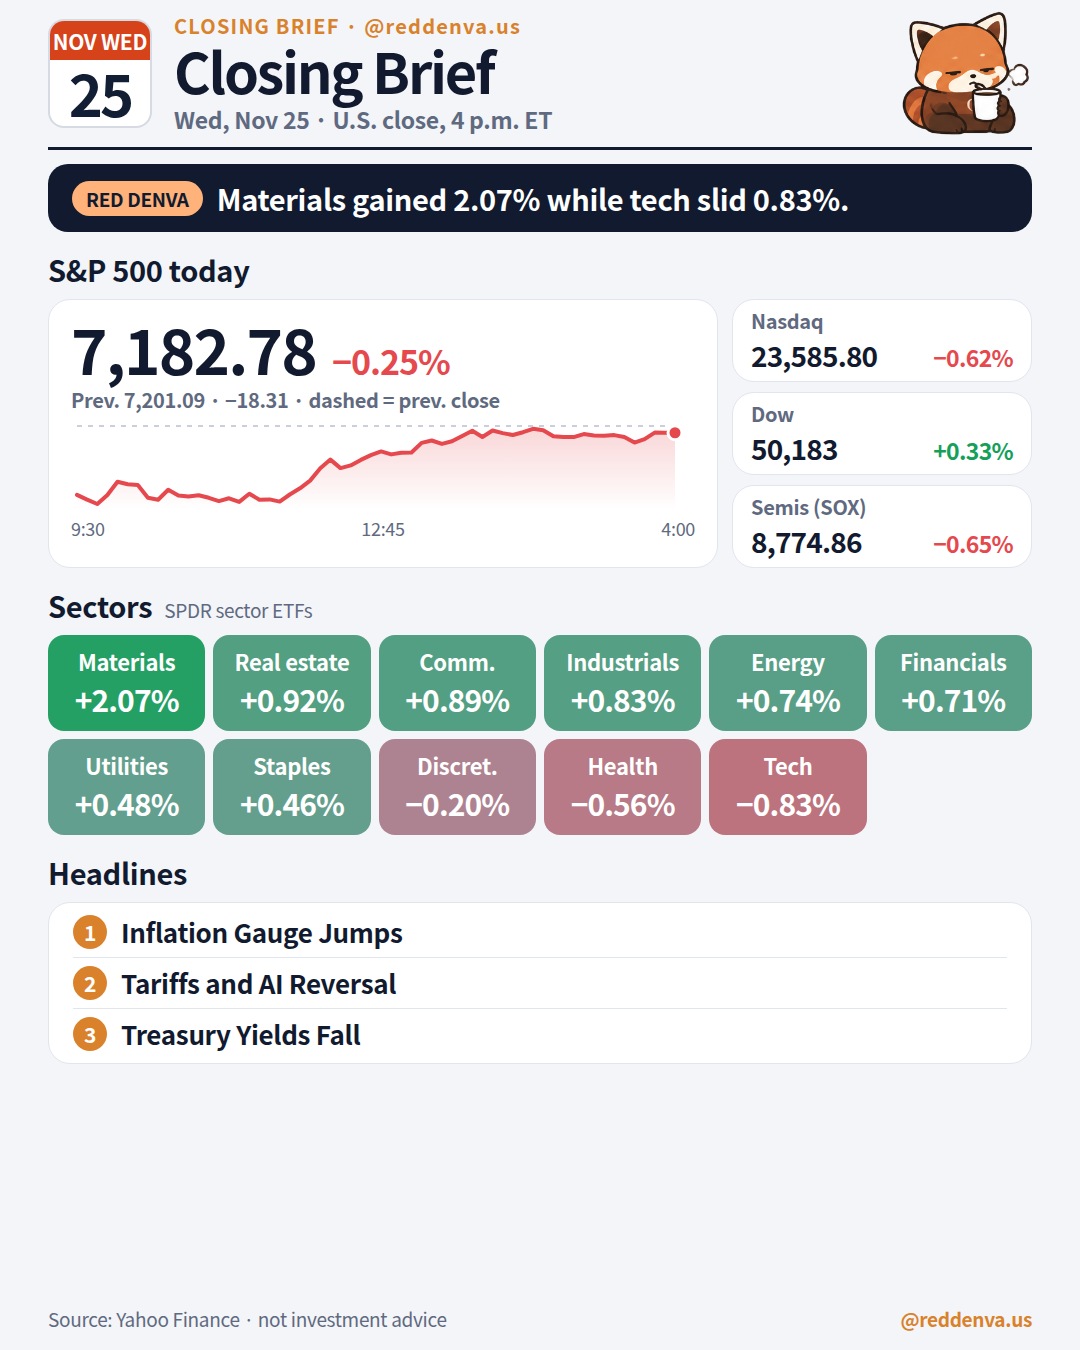 NOV WED
25
CLOSING BRIEF · @reddenva.us
Closing Brief
Wed, Nov 25 · U.S. close, 4 p.m. ET
RED DENVA Materials gained 2.07% while tech slid 0.83%.
S&P 500 today
7,182.78 −0.25%
Prev. 7,201.09 · −18.31 · dashed = prev. close
9:30 12:45 4:00
Nasdaq
23,585.80 −0.62%
Dow
50,183 +0.33%
Semis (SOX)
8,774.86 −0.65%
Sectors SPDR sector ETFs
Materials Real estate Comm. Industrials Energy Financials
+2.07% +0.92% +0.89% +0.83% +0.74% +0.71%
Utilities Staples Discret. Health Tech
+0.48% +0.46% −0.20% −0.56% −0.83%
Headlines
1 Inflation Gauge Jumps
2 Tariffs and AI Reversal
3 Treasury Yields Fall
Source: Yahoo Finance · not investment advice @reddenva.us